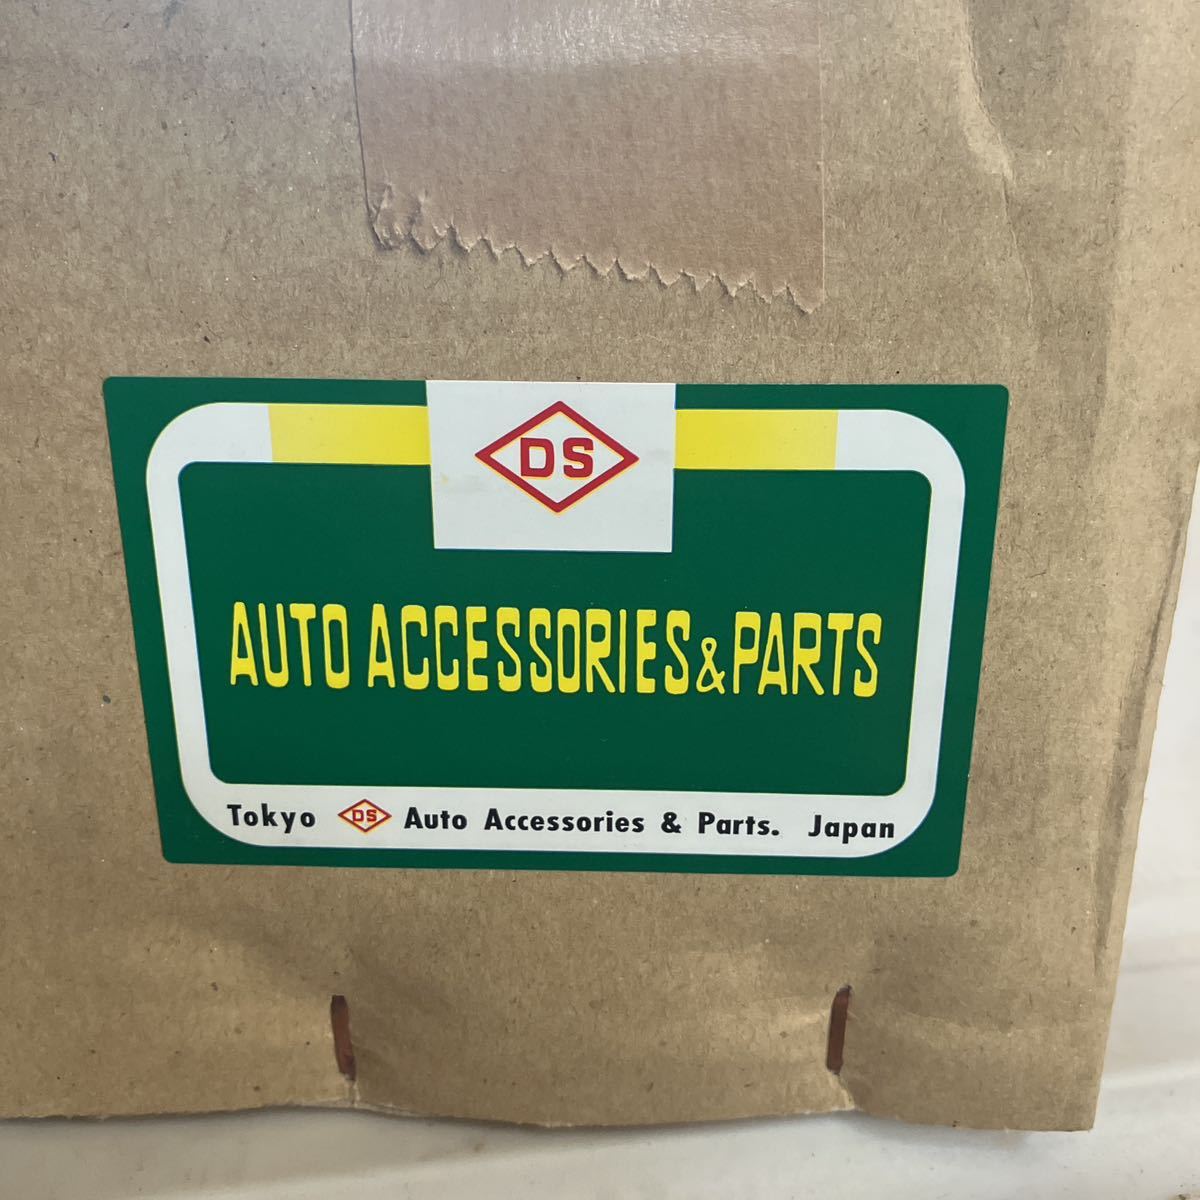 DS
AUTO ACCESSORIES & PARTS
Tokyo DS Auto Accessories & Parts. Japan